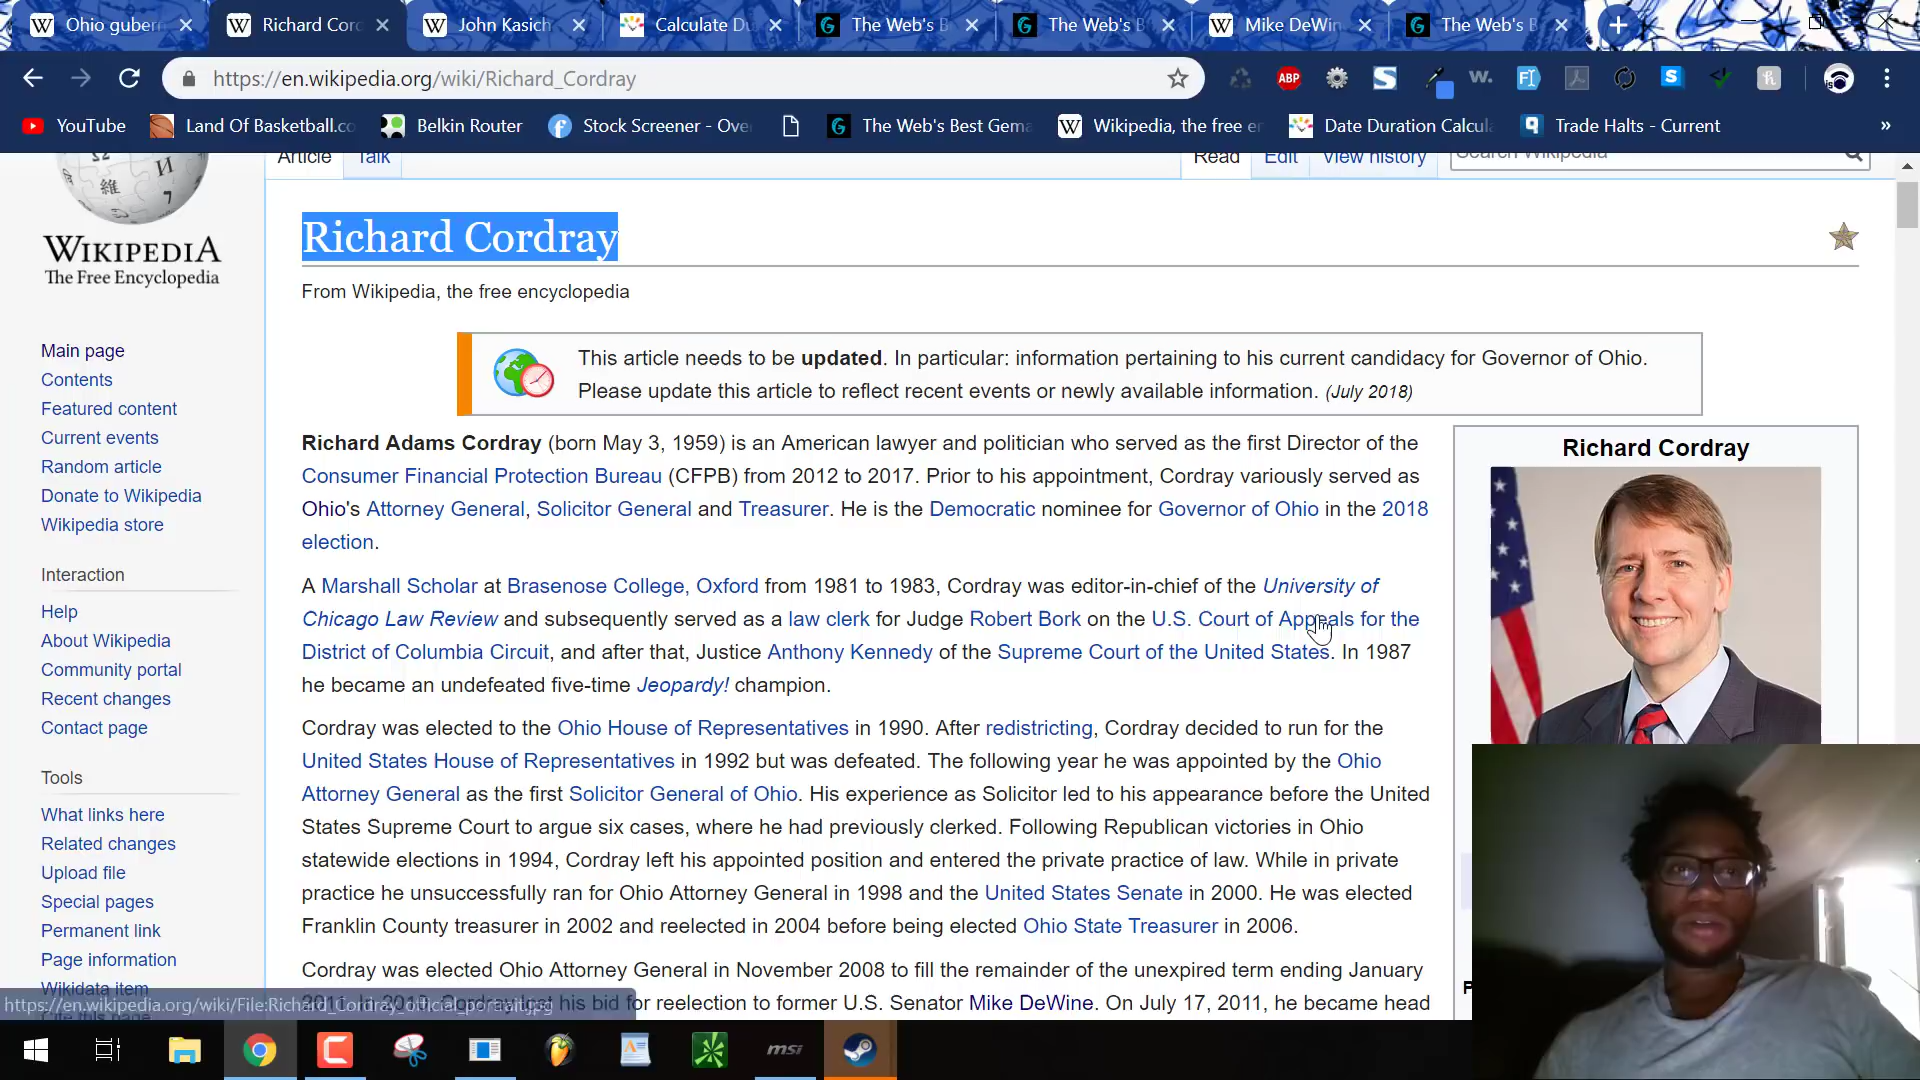 Ohio gubern
Richard Cord
John Kasich
Calculate Du
The Web's B
The Web's B
Mike DeWin
The Web's B
https://en.wikipedia.org/wiki/Richard_Cordray
ABP
YouTube
Land Of Basketball.co
Belkin Router
Stock Screener - Ove
The Web's Best Gema
Wikipedia, the free en
Date Duration Calcula
Trade Halts - Current
»
WIKIPEDIA
The Free Encyclopedia
Main page
Contents
Featured content
Current events
Random article
Donate to Wikipedia
Wikipedia store
Interaction
Help
About Wikipedia
Community portal
Recent changes
Contact page
Tools
What links here
Related changes
Upload file
Special pages
Permanent link
Page information
Wikidata item
Cite this page
Article
Talk
Read
Edit
View history
Search Wikipedia
Richard Cordray
From Wikipedia, the free encyclopedia
This article needs to be updated. In particular: information pertaining to his current candidacy for Governor of Ohio.
Please update this article to reflect recent events or newly available information. (July 2018)
Richard Adams Cordray (born May 3, 1959) is an American lawyer and politician who served as the first Director of the
Consumer Financial Protection Bureau (CFPB) from 2012 to 2017. Prior to his appointment, Cordray variously served as
Ohio's Attorney General, Solicitor General and Treasurer. He is the Democratic nominee for Governor of Ohio in the 2018
election.
A Marshall Scholar at Brasenose College, Oxford from 1981 to 1983, Cordray was editor-in-chief of the University of
Chicago Law Review and subsequently served as a law clerk for Judge Robert Bork on the U.S. Court of Appeals for the
District of Columbia Circuit, and after that, Justice Anthony Kennedy of the Supreme Court of the United States. In 1987
he became an undefeated five-time Jeopardy! champion.
Cordray was elected to the Ohio House of Representatives in 1990. After redistricting, Cordray decided to run for the
United States House of Representatives in 1992 but was defeated. The following year he was appointed by the Ohio
Attorney General as the first Solicitor General of Ohio. His experience as Solicitor led to his appearance before the United
States Supreme Court to argue six cases, where he had previously clerked. Following Republican victories in Ohio
statewide elections in 1994, Cordray left his appointed position and entered the private practice of law. While in private
practice he unsuccessfully ran for Ohio Attorney General in 1998 and the United States Senate in 2000. He was elected
Franklin County treasurer in 2002 and reelected in 2004 before being elected Ohio State Treasurer in 2006.
Cordray was elected Ohio Attorney General in November 2008 to fill the remainder of the unexpired term ending January
for reelection to former U.S. Senator Mike DeWine. On July 17, 2011, he became head
Richard Cordray
https://en.wikipedia.org/wiki/File:Richard_Cordray_official_portrait.jpg
msi